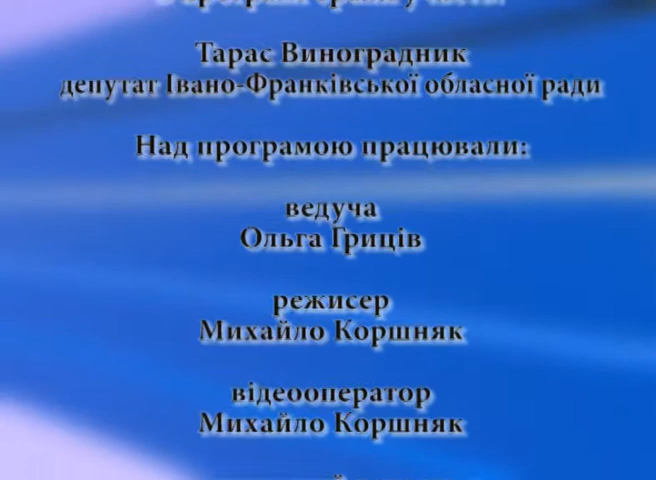 Тарас Виноградник
депутат Івано-Франківської обласної ради
Над програмою працювали:
ведуча
Ольга Гриців
режисер
Михайло Коршняк
відеооператор
Михайло Коршняк